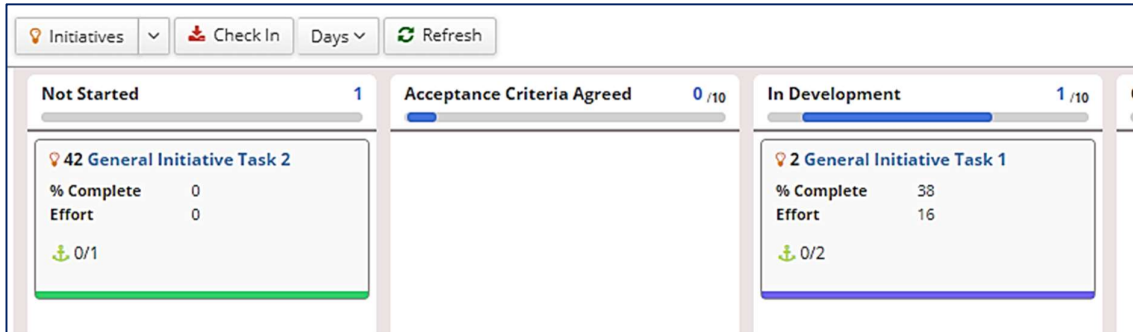 Initiatives Check In Days Refresh
Not Started 1
Acceptance Criteria Agreed 0 /10
In Development 1 /10
42 General Initiative Task 2
% Complete 0
Effort 0
0/1
2 General Initiative Task 1
% Complete 38
Effort 16
0/2